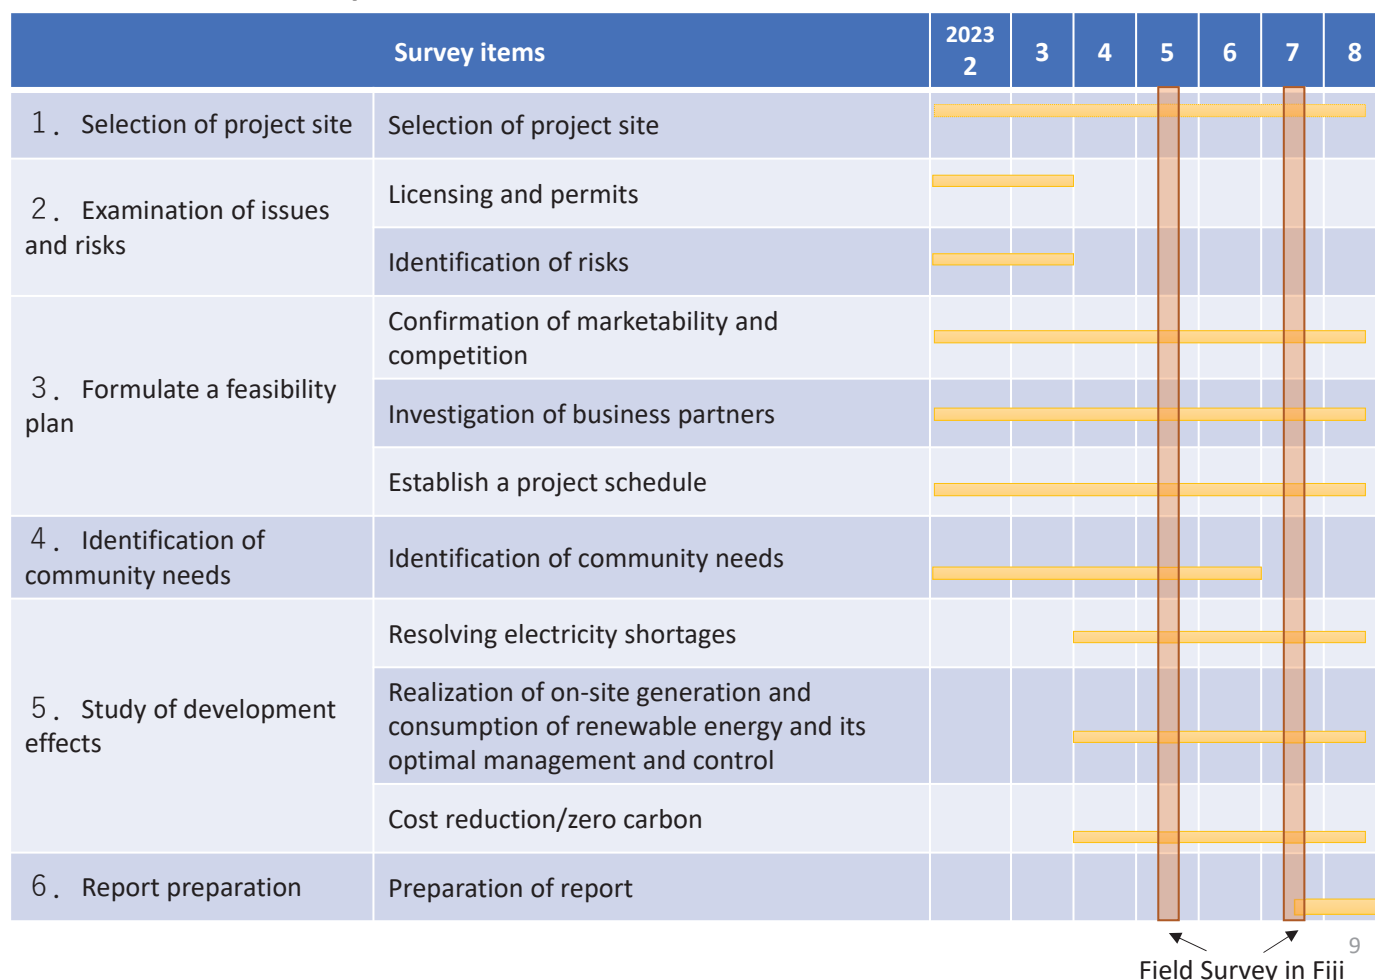 Survey items
2023
2
3
4
5
6
7
8
1. Selection of project site
Selection of project site
2. Examination of issues
and risks
Licensing and permits
Identification of risks
3. Formulate a feasibility
plan
Confirmation of marketability and
competition
Investigation of business partners
Establish a project schedule
4. Identification of
community needs
Identification of community needs
5. Study of development
effects
Resolving electricity shortages
Realization of on-site generation and
consumption of renewable energy and its
optimal management and control
Cost reduction/zero carbon
6. Report preparation
Preparation of report
Field Survey in Fiji
9